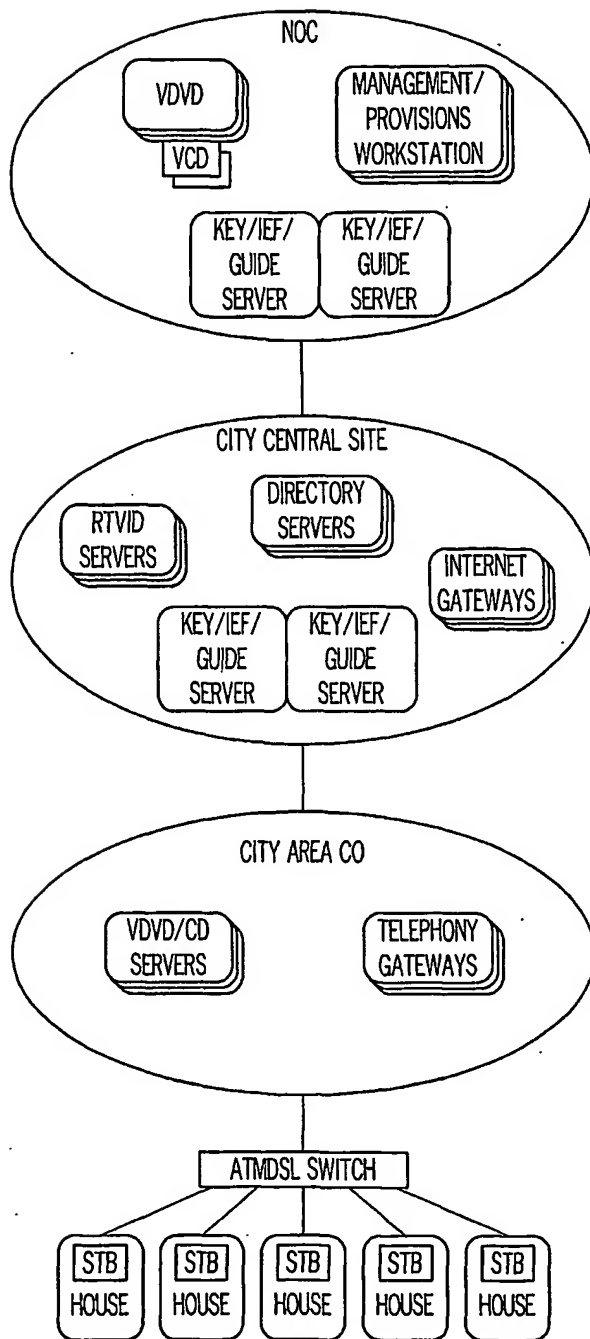 NOC
VDVD
VCD
MANAGEMENT/
PROVISIONS
WORKSTATION
KEY/IEF/
GUIDE
SERVER
KEY/IEF/
GUIDE
SERVER
CITY CENTRAL SITE
RTVID
SERVERS
DIRECTORY
SERVERS
INTERNET
GATEWAYS
KEY/IEF/
GUIDE
SERVER
KEY/IEF/
GUIDE
SERVER
CITY AREA CO
VDVD/CD
SERVERS
TELEPHONY
GATEWAYS
ATMDSL SWITCH
STB
HOUSE
STB
HOUSE
STB
HOUSE
STB
HOUSE
STB
HOUSE